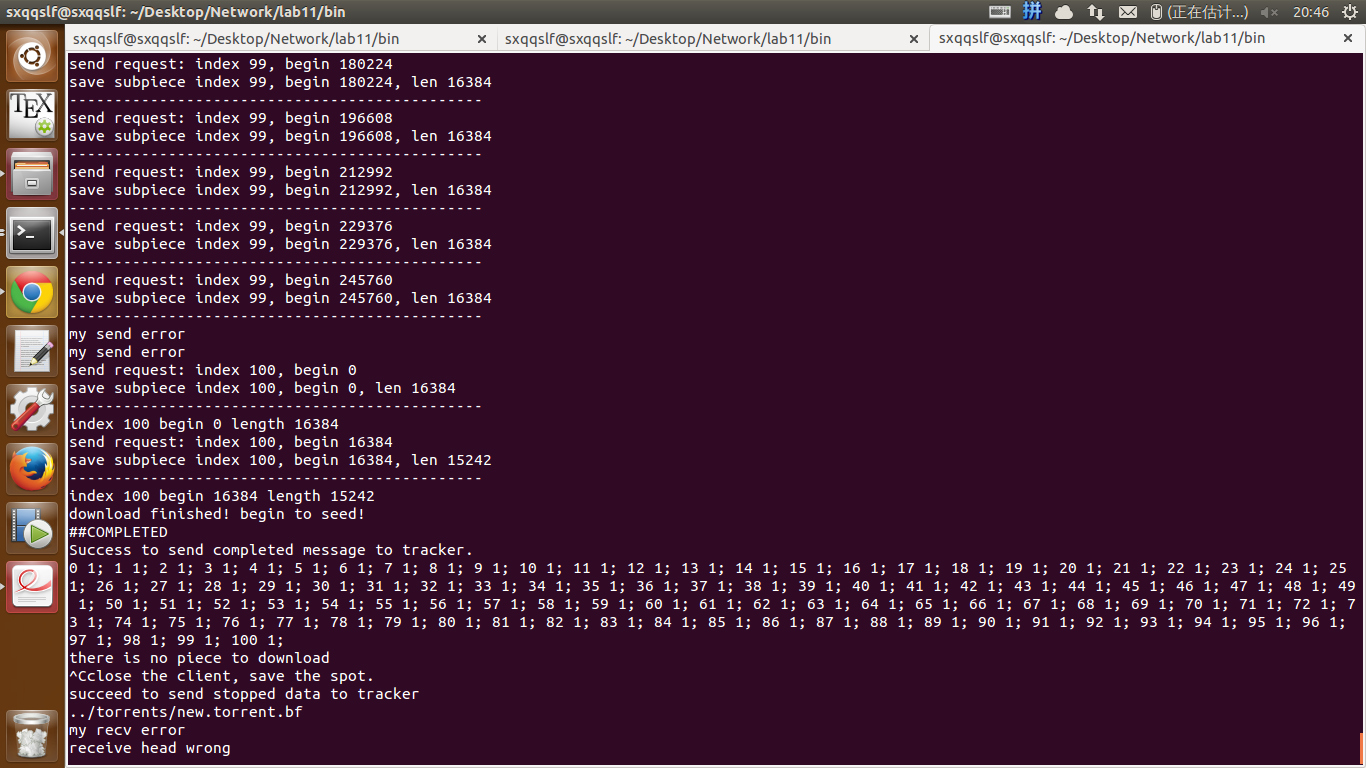 sxqqslf@sxqqslf: ~/Desktop/Network/lab11/bin
拼
(正在估计...)
20:46
sxqqslf@sxqqslf: ~/Desktop/Network/lab11/bin
sxqqslf@sxqqslf: ~/Desktop/Network/lab11/bin
sxqqslf@sxqqslf: ~/Desktop/Network/lab11/bin
TEX
send request: index 99, begin 180224
save subpiece index 99, begin 180224, len 16384
----------------------------------------------
send request: index 99, begin 196608
save subpiece index 99, begin 196608, len 16384
----------------------------------------------
send request: index 99, begin 212992
save subpiece index 99, begin 212992, len 16384
----------------------------------------------
send request: index 99, begin 229376
save subpiece index 99, begin 229376, len 16384
----------------------------------------------
send request: index 99, begin 245760
save subpiece index 99, begin 245760, len 16384
----------------------------------------------
my send error
my send error
send request: index 100, begin 0
save subpiece index 100, begin 0, len 16384
----------------------------------------------
index 100 begin 0 length 16384
send request: index 100, begin 16384
save subpiece index 100, begin 16384, len 15242
----------------------------------------------
index 100 begin 16384 length 15242
download finished! begin to seed!
##COMPLETED
Success to send completed message to tracker.
0 1; 1 1; 2 1; 3 1; 4 1; 5 1; 6 1; 7 1; 8 1; 9 1; 10 1; 11 1; 12 1; 13 1; 14 1; 15 1; 16 1; 17 1; 18 1; 19 1; 20 1; 21 1; 22 1; 23 1; 24 1; 25
1; 26 1; 27 1; 28 1; 29 1; 30 1; 31 1; 32 1; 33 1; 34 1; 35 1; 36 1; 37 1; 38 1; 39 1; 40 1; 41 1; 42 1; 43 1; 44 1; 45 1; 46 1; 47 1; 48 1; 49
1; 50 1; 51 1; 52 1; 53 1; 54 1; 55 1; 56 1; 57 1; 58 1; 59 1; 60 1; 61 1; 62 1; 63 1; 64 1; 65 1; 66 1; 67 1; 68 1; 69 1; 70 1; 71 1; 72 1; 7
3 1; 74 1; 75 1; 76 1; 77 1; 78 1; 79 1; 80 1; 81 1; 82 1; 83 1; 84 1; 85 1; 86 1; 87 1; 88 1; 89 1; 90 1; 91 1; 92 1; 93 1; 94 1; 95 1; 96 1;
97 1; 98 1; 99 1; 100 1;
there is no piece to download
^Cclose the client, save the spot.
succeed to send stopped data to tracker
../torrents/new.torrent.bf
my recv error
receive head wrong